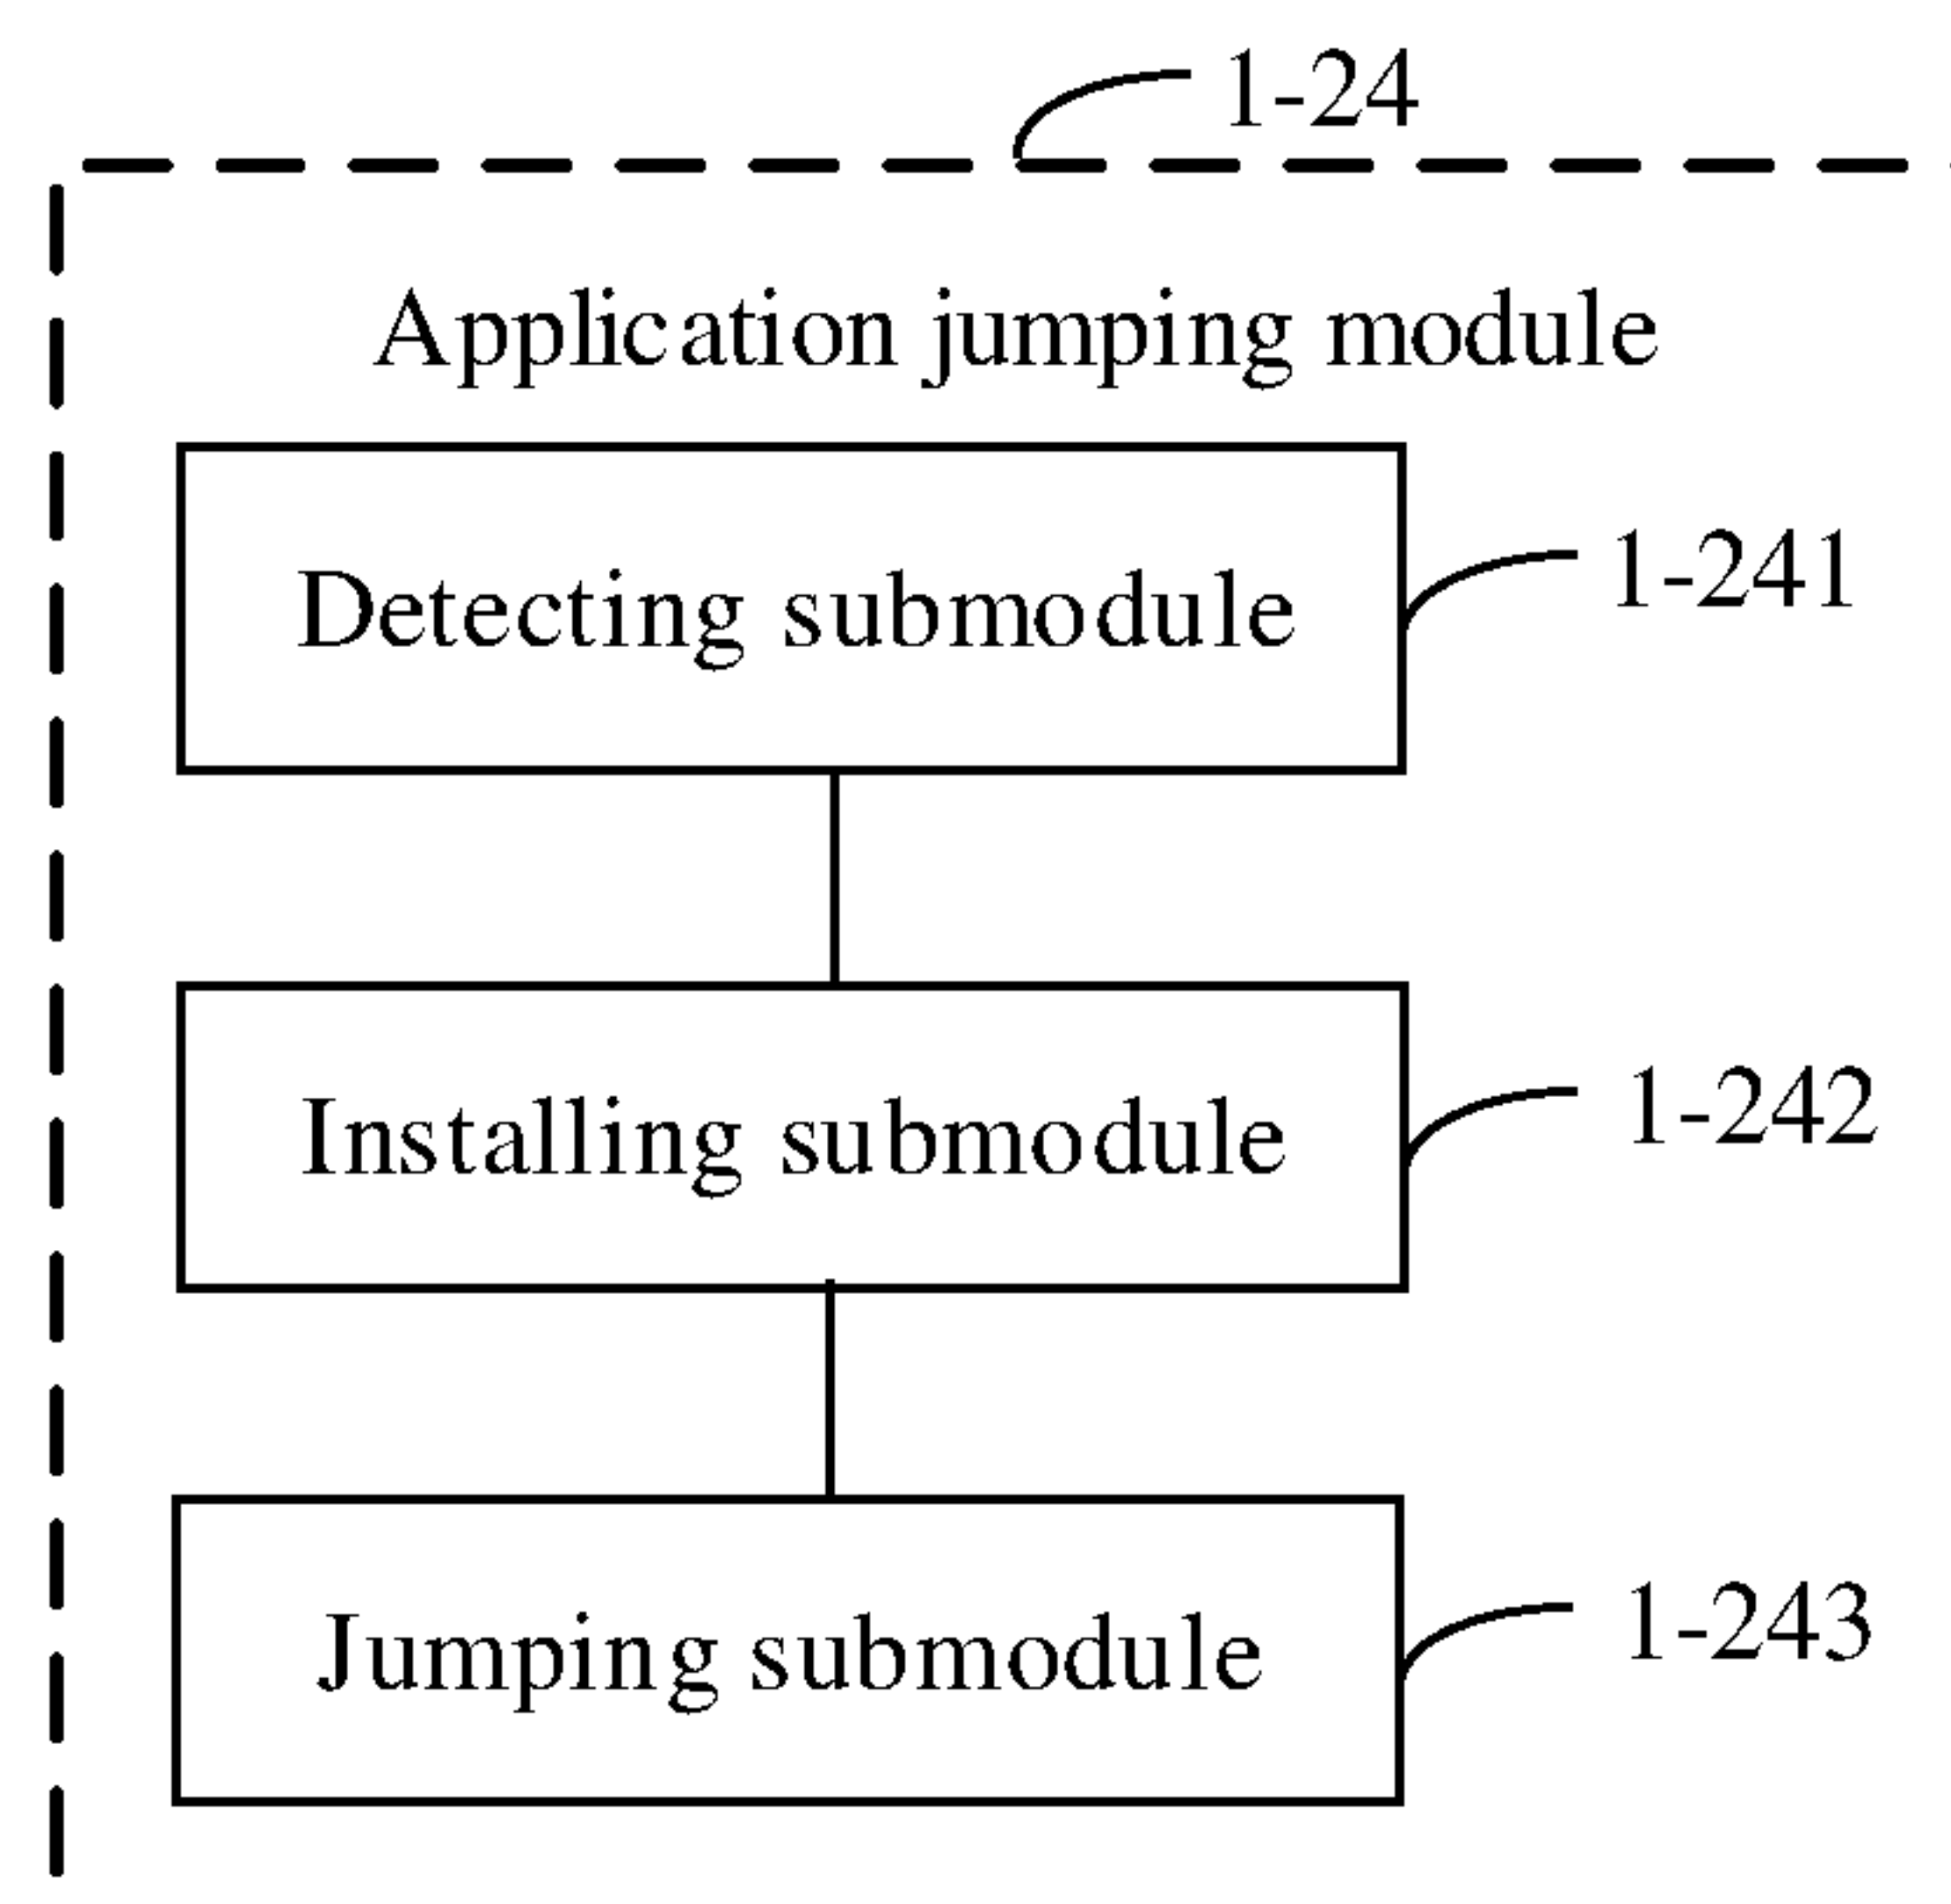 1-24
Application jumping module
Detecting submodule
1-241
Installing submodule
1-242
Jumping submodule
1-243